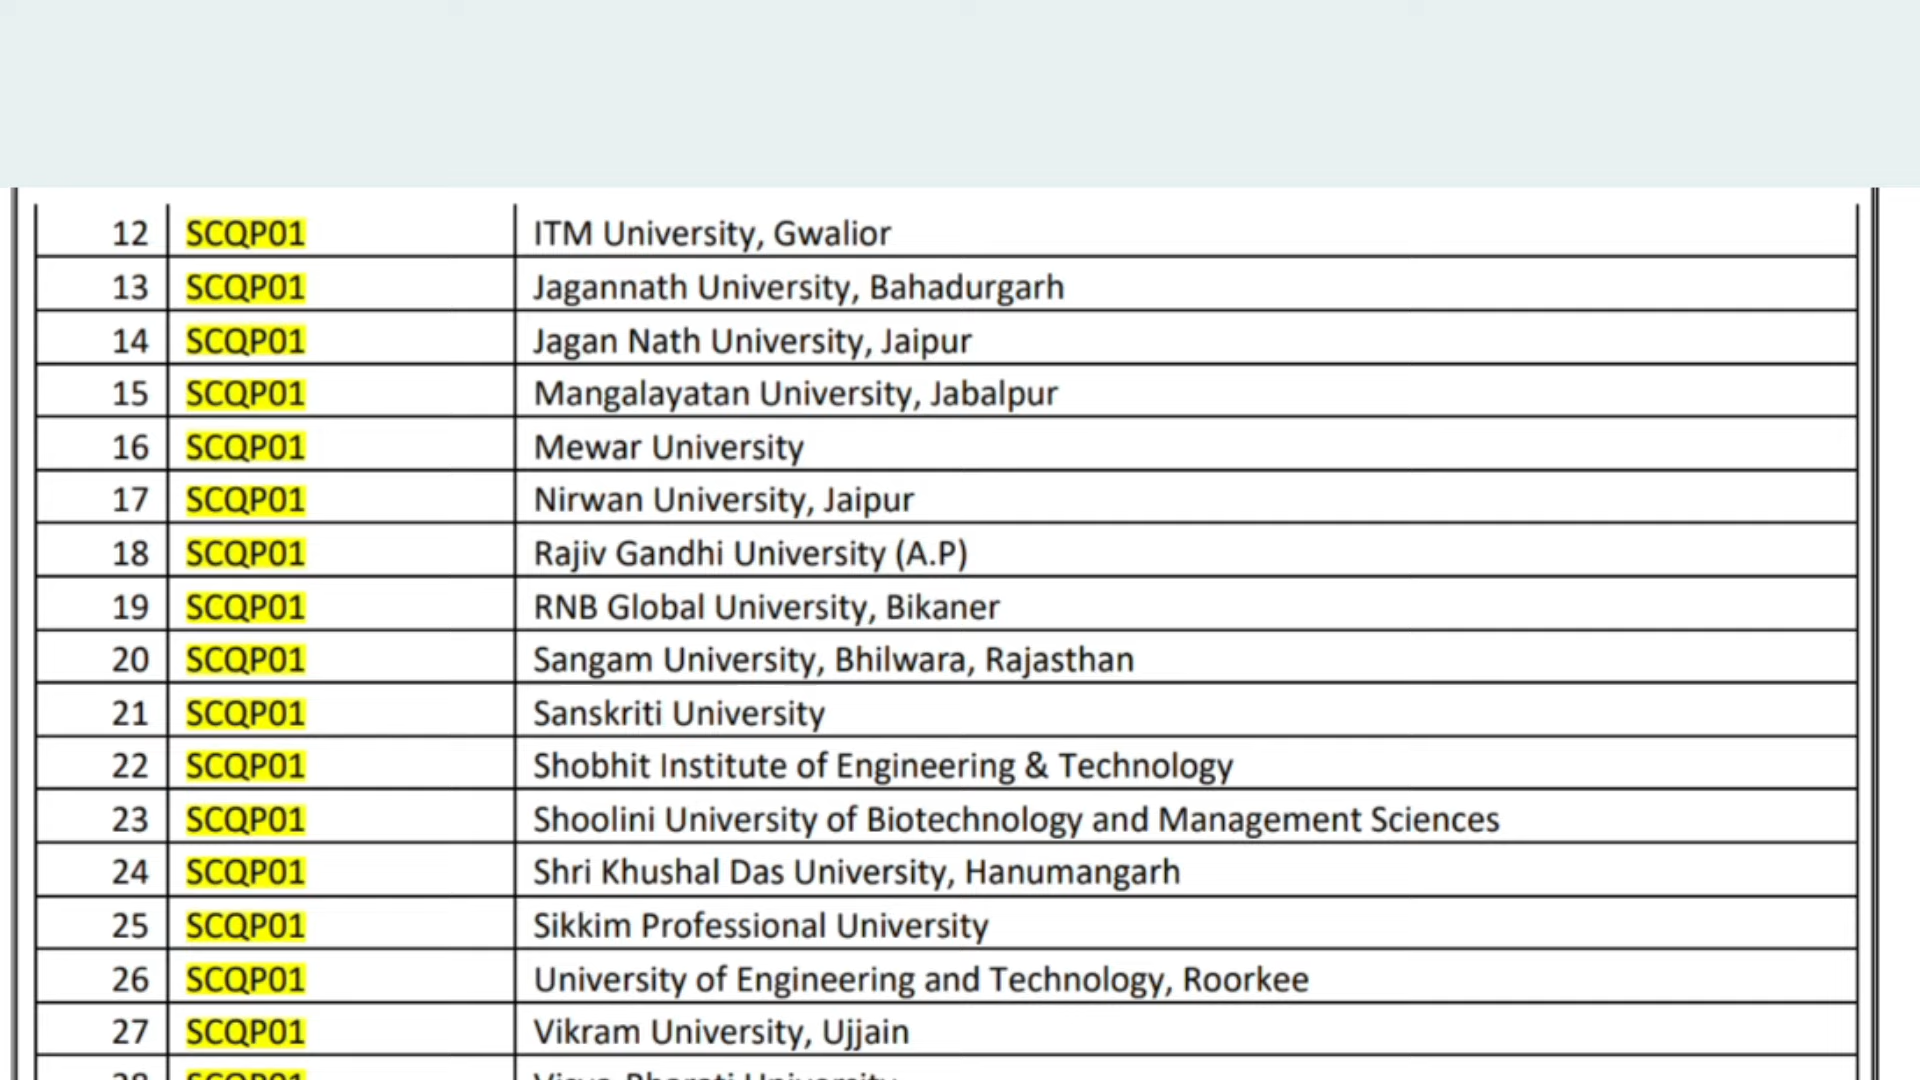 12 SCQP01 ITM University, Gwalior
13 SCQP01 Jagannath University, Bahadurgarh
14 SCQP01 Jagan Nath University, Jaipur
15 SCQP01 Mangalayatan University, Jabalpur
16 SCQP01 Mewar University
17 SCQP01 Nirwan University, Jaipur
18 SCQP01 Rajiv Gandhi University (A.P)
19 SCQP01 RNB Global University, Bikaner
20 SCQP01 Sangam University, Bhilwara, Rajasthan
21 SCQP01 Sanskriti University
22 SCQP01 Shobhit Institute of Engineering & Technology
23 SCQP01 Shoolini University of Biotechnology and Management Sciences
24 SCQP01 Shri Khushal Das University, Hanumangarh
25 SCQP01 Sikkim Professional University
26 SCQP01 University of Engineering and Technology, Roorkee
27 SCQP01 Vikram University, Ujjain